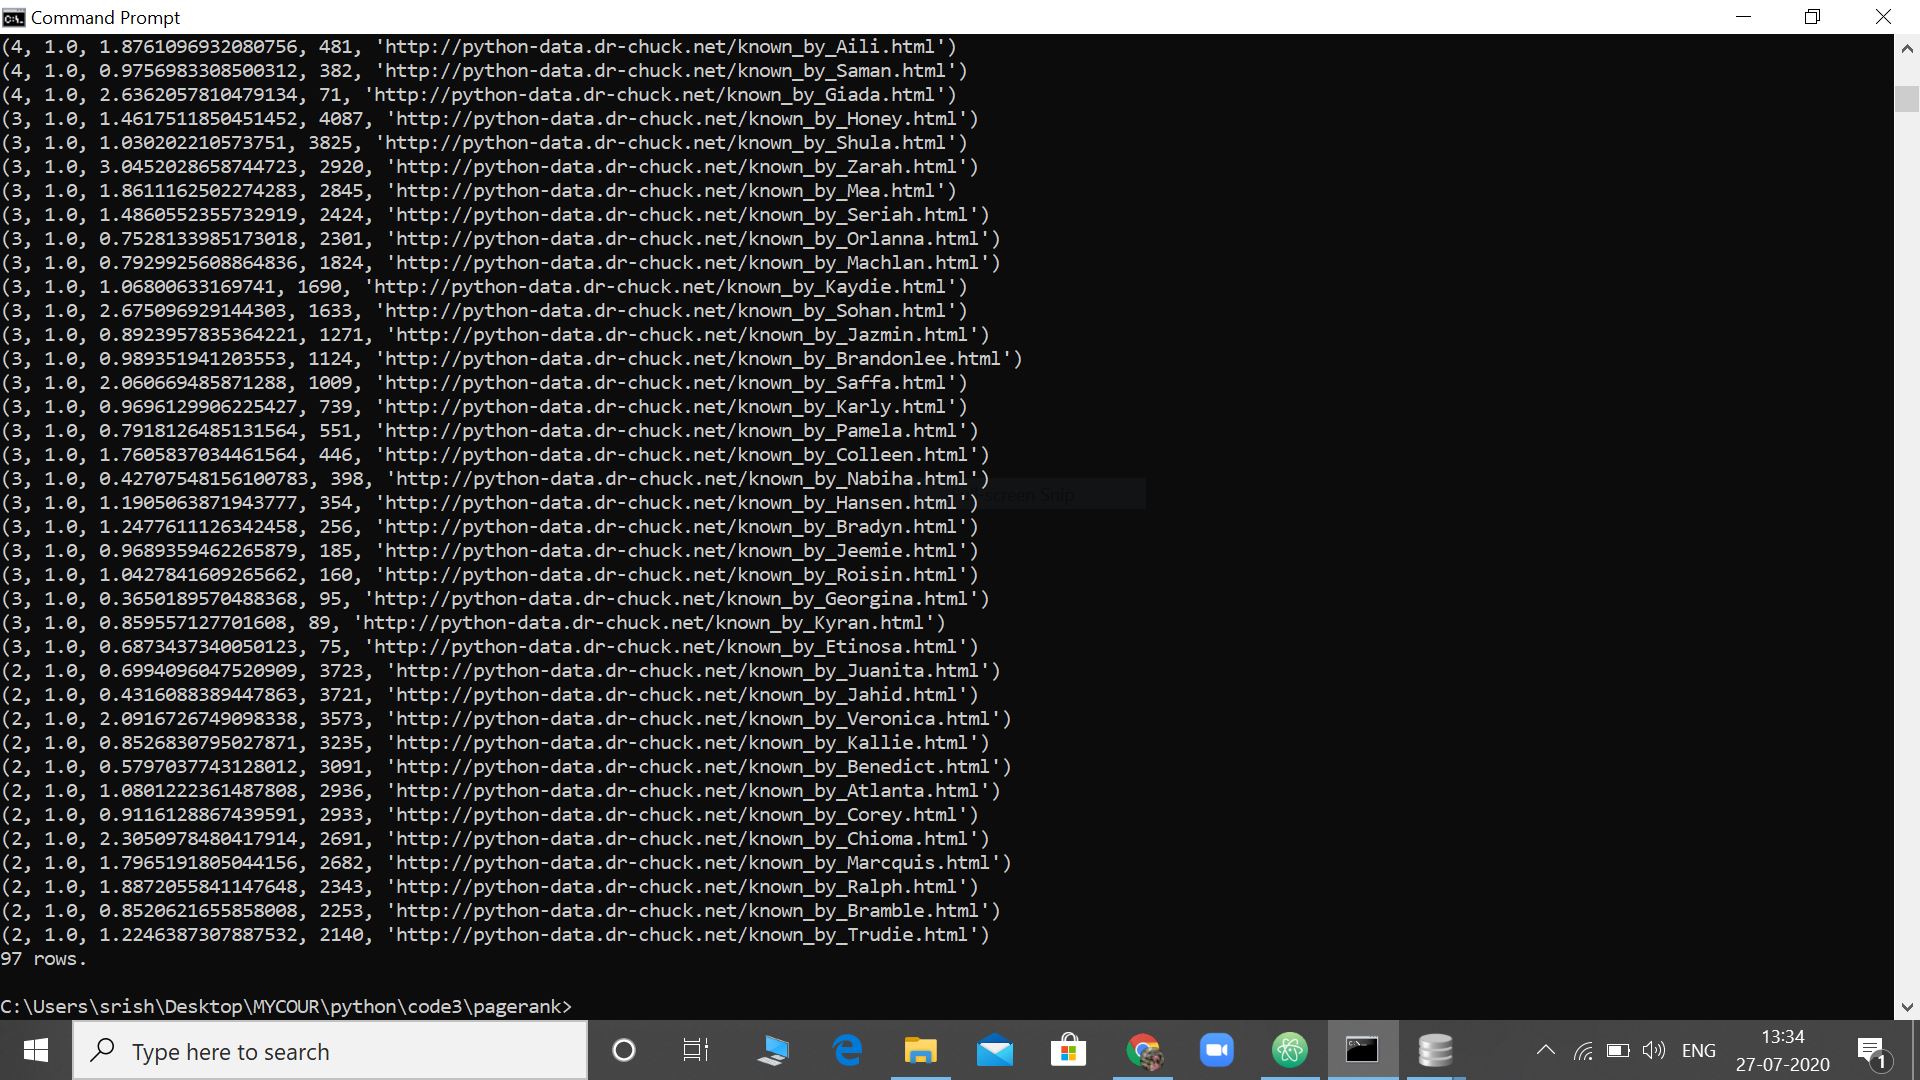 Command Prompt
(4, 1.0, 1.8761096932080756, 481, 'http://python-data.dr-chuck.net/known_by_Aili.html')
(4, 1.0, 0.9756983308500312, 382, 'http://python-data.dr-chuck.net/known_by_Saman.html')
(4, 1.0, 2.6362057810479134, 71, 'http://python-data.dr-chuck.net/known_by_Giada.html')
(3, 1.0, 1.4617511850451452, 4087, 'http://python-data.dr-chuck.net/known_by_Honey.html')
(3, 1.0, 1.030202210573751, 3825, 'http://python-data.dr-chuck.net/known_by_Shula.html')
(3, 1.0, 3.0452028658744723, 2920, 'http://python-data.dr-chuck.net/known_by_Zarah.html')
(3, 1.0, 1.8611162502274283, 2845, 'http://python-data.dr-chuck.net/known_by_Mea.html')
(3, 1.0, 1.4860552355732919, 2424, 'http://python-data.dr-chuck.net/known_by_Seriah.html')
(3, 1.0, 0.7528133985173018, 2301, 'http://python-data.dr-chuck.net/known_by_Orlanna.html')
(3, 1.0, 0.7929925608864836, 1824, 'http://python-data.dr-chuck.net/known_by_Machlan.html')
(3, 1.0, 1.06800633169741, 1690, 'http://python-data.dr-chuck.net/known_by_Kaydie.html')
(3, 1.0, 2.675096929144303, 1633, 'http://python-data.dr-chuck.net/known_by_Sohan.html')
(3, 1.0, 0.8923957835364221, 1271, 'http://python-data.dr-chuck.net/known_by_Jazmin.html')
(3, 1.0, 0.989351941203553, 1124, 'http://python-data.dr-chuck.net/known_by_Brandonlee.html')
(3, 1.0, 2.060669485871288, 1009, 'http://python-data.dr-chuck.net/known_by_Saffa.html')
(3, 1.0, 0.9696129906225427, 739, 'http://python-data.dr-chuck.net/known_by_Karly.html')
(3, 1.0, 0.7918126485131564, 551, 'http://python-data.dr-chuck.net/known_by_Pamela.html')
(3, 1.0, 1.7605837034461564, 446, 'http://python-data.dr-chuck.net/known_by_Colleen.html')
(3, 1.0, 0.42707548156100783, 398, 'http://python-data.dr-chuck.net/known_by_Nabiha.html')
(3, 1.0, 1.1905063871943777, 354, 'http://python-data.dr-chuck.net/known_by_Hansen.html')
(3, 1.0, 1.2477611126342458, 256, 'http://python-data.dr-chuck.net/known_by_Bradyn.html')
(3, 1.0, 0.9689359462265879, 185, 'http://python-data.dr-chuck.net/known_by_Jeemie.html')
(3, 1.0, 1.0427841609265662, 160, 'http://python-data.dr-chuck.net/known_by_Roisin.html')
(3, 1.0, 0.3650189570488368, 95, 'http://python-data.dr-chuck.net/known_by_Georgina.html')
(3, 1.0, 0.859557127701608, 89, 'http://python-data.dr-chuck.net/known_by_Kyran.html')
(3, 1.0, 0.6873437340050123, 75, 'http://python-data.dr-chuck.net/known_by_Etinosa.html')
(2, 1.0, 0.6994096047520909, 3723, 'http://python-data.dr-chuck.net/known_by_Juanita.html')
(2, 1.0, 0.4316088389447863, 3721, 'http://python-data.dr-chuck.net/known_by_Jahid.html')
(2, 1.0, 2.0916726749098338, 3573, 'http://python-data.dr-chuck.net/known_by_Veronica.html')
(2, 1.0, 0.8526830795027871, 3235, 'http://python-data.dr-chuck.net/known_by_Kallie.html')
(2, 1.0, 0.5797037743128012, 3091, 'http://python-data.dr-chuck.net/known_by_Benedict.html')
(2, 1.0, 1.0801222361487808, 2936, 'http://python-data.dr-chuck.net/known_by_Atlanta.html')
(2, 1.0, 0.9116128867439591, 2933, 'http://python-data.dr-chuck.net/known_by_Corey.html')
(2, 1.0, 2.3050978480417914, 2691, 'http://python-data.dr-chuck.net/known_by_Chioma.html')
(2, 1.0, 1.7965191805044156, 2682, 'http://python-data.dr-chuck.net/known_by_Marcquis.html')
(2, 1.0, 1.8872055841147648, 2343, 'http://python-data.dr-chuck.net/known_by_Ralph.html')
(2, 1.0, 0.8520621655858008, 2253, 'http://python-data.dr-chuck.net/known_by_Bramble.html')
(2, 1.0, 1.2246387307887532, 2140, 'http://python-data.dr-chuck.net/known_by_Trudie.html')
97 rows.
C:\Users\srish\Desktop\MYCOUR\python\code3\pagerank>
Type here to search
ENG
13:34
27-07-2020
1